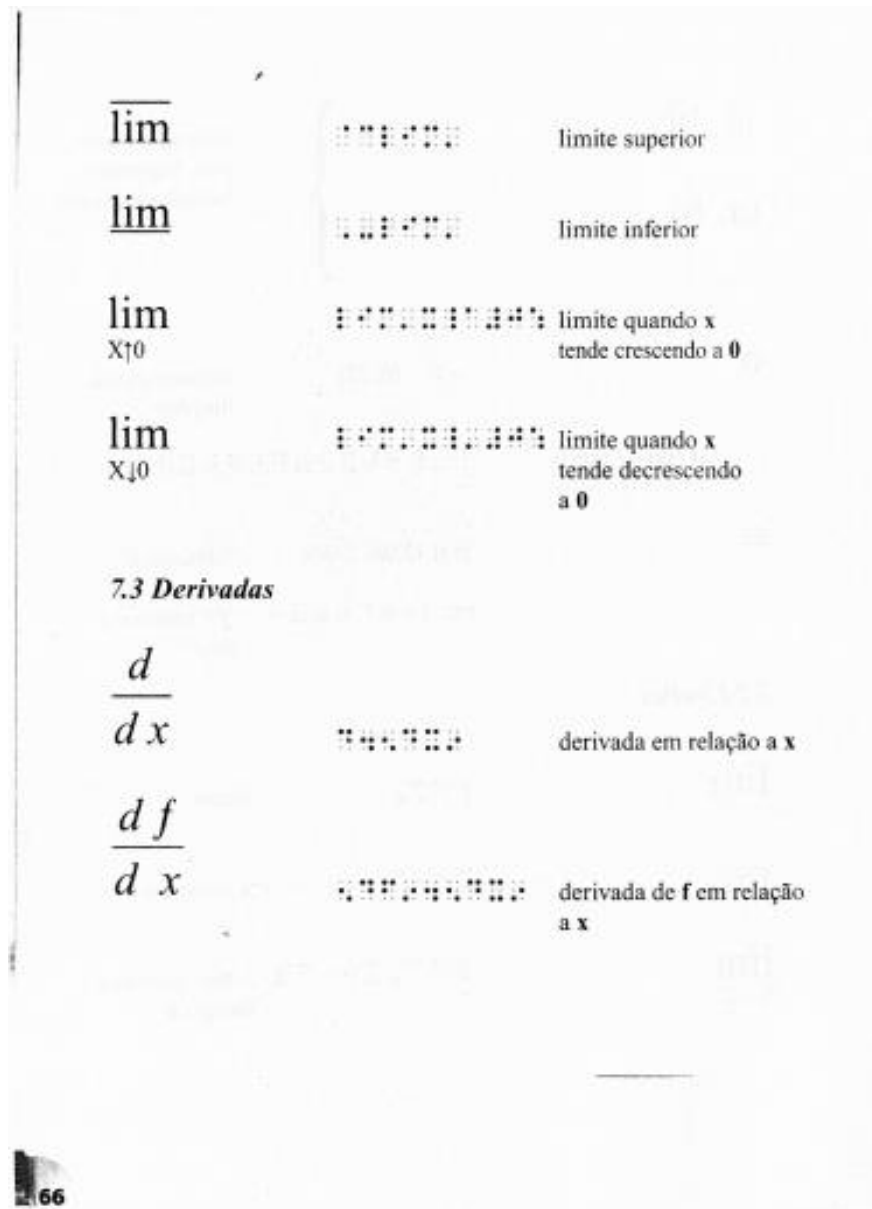 lim
limite superior
lim
limite inferior
lim
X↑0
limite quando x
tende crescendo a 0
lim
X↓0
limite quando x
tende decrescendo
a 0
7.3 Derivadas
d
d x
derivada em relação a x
d f
d x
derivada de f em relação
a x
66